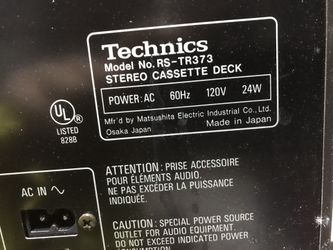 Technics
Model No. RS-TR373
STEREO CASSETTE DECK
POWER: AC 60Hz 120V 24W
Mfr'd by Matsushita Electric Industrial Co., Ltd.
Osaka Japan Made in Japan
UL
LISTED
828B
ATTENTION: PRISE ACCESSOIRE
POUR ÉLÉMENTS AUDIO.
NE PAS EXCÉDER LA PUISSANCE
INDIQUÉE.
AC IN ~
CAUTION: SPECIAL POWER SOURCE
OUTLET FOR AUDIO EQUIPMENT.
DO NOT EXCEED INDICATED POWER